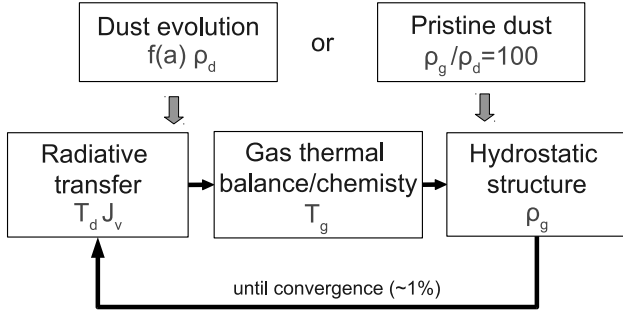 Dust evolution
f(a) ρd
or
Pristine dust
ρg/ρd=100
Radiative
transfer
Td Jν
Gas thermal
balance/chemisty
Tg
Hydrostatic
structure
ρg
until convergence (~1%)